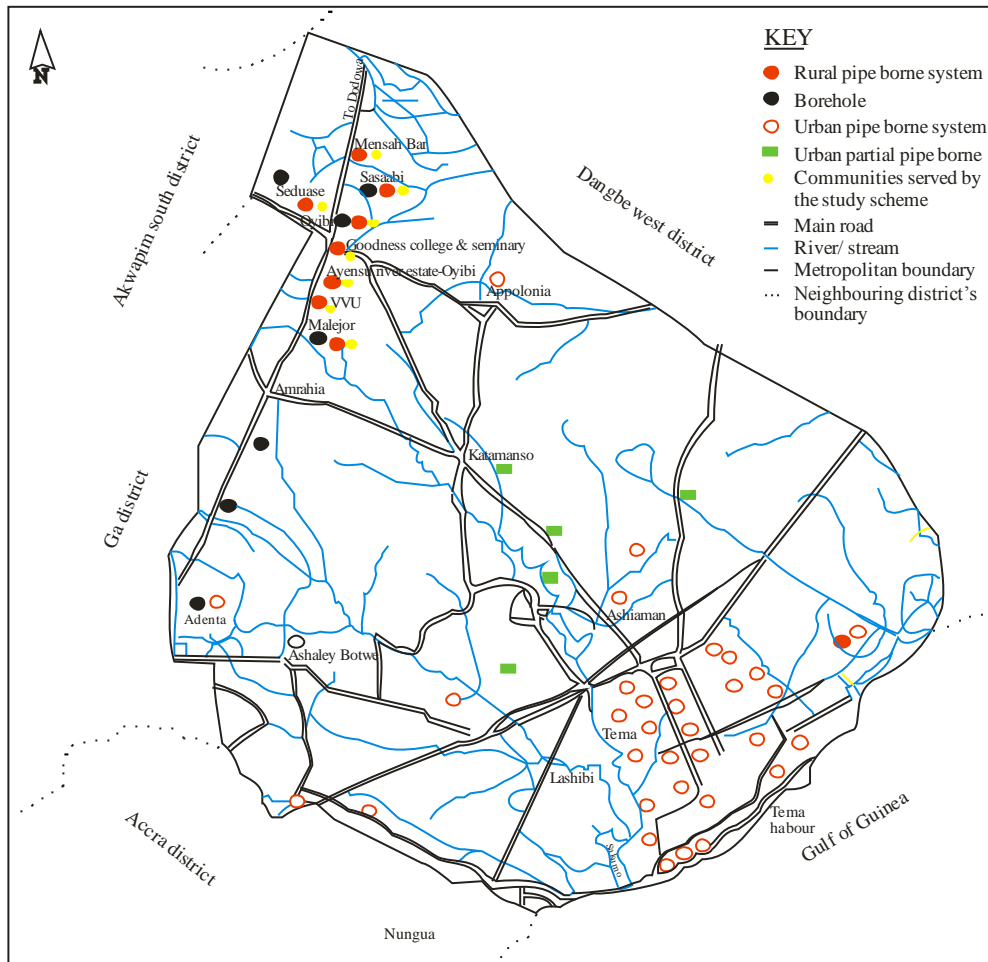 N
KEY
Rural pipe borne system
Borehole
Urban pipe borne system
Urban partial pipe borne
Communities served by
the study scheme
Main road
River/ stream
Metropolitan boundary
Neighbouring district's
boundary
To Dodowa
Mensah Bar
Sasaabi
Seduase
Oyibi
Goodness college & seminary
Ayensu river estate-Oyibi
VVU
Malejor
Appolonia
Akwapim south district
Dangbe west district
Amrahia
Katamanso
Ga district
Adenta
Ashaley Botwe
Ashiaman
Tema
Lashibi
Tema
habour
Gulf of Guinea
Accra district
Nungua